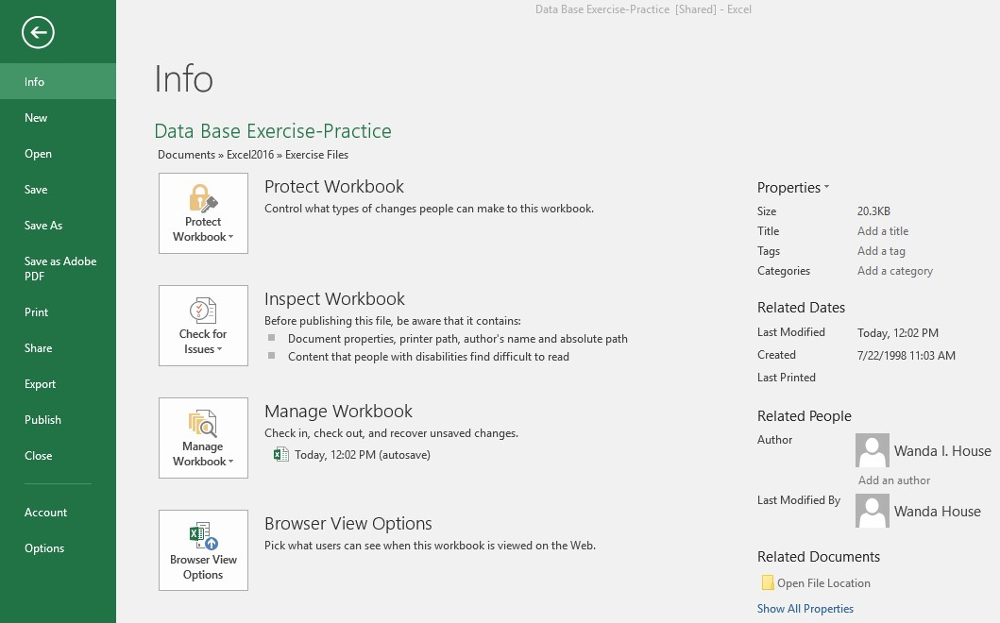 Data Base Exercise-Practice [Shared] - Excel
Info
New
Open
Save
Save As
Save as Adobe
PDF
Print
Share
Export
Publish
Close
Account
Options
Info
Data Base Exercise-Practice
Documents » Excel2016 » Exercise Files
Protect
Workbook
Protect Workbook
Control what types of changes people can make to this workbook.
Check for
Issues
Inspect Workbook
Before publishing this file, be aware that it contains:
Document properties, printer path, author's name and absolute path
Content that people with disabilities find difficult to read
Manage
Workbook
Manage Workbook
Check in, check out, and recover unsaved changes.
Today, 12:02 PM (autosave)
Browser View
Options
Browser View Options
Pick what users can see when this workbook is viewed on the Web.
Properties
Size 20.3KB
Title Add a title
Tags Add a tag
Categories Add a category
Related Dates
Last Modified Today, 12:02 PM
Created 7/22/1998 11:03 AM
Last Printed
Related People
Author Wanda I. House
Add an author
Last Modified By Wanda House
Related Documents
Open File Location
Show All Properties